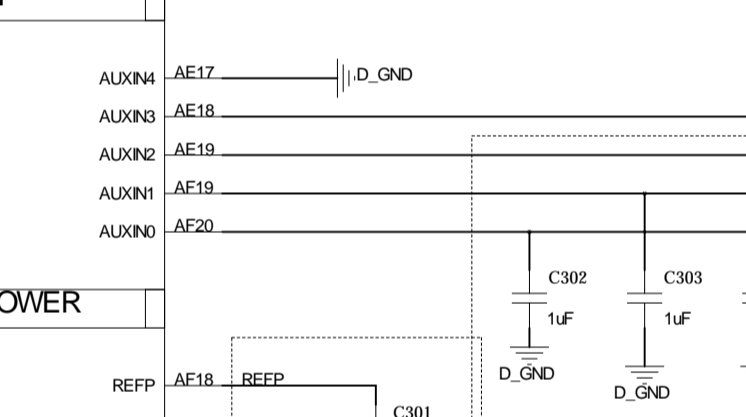 AUXIN4 AE17 D_GND
AUXIN3 AE18
AUXIN2 AE19
AUXIN1 AF19
AUXIN0 AF20
C302 C303
OWER
1uF 1uF
D_GND
D_GND
REFP AF18 REFP
C301